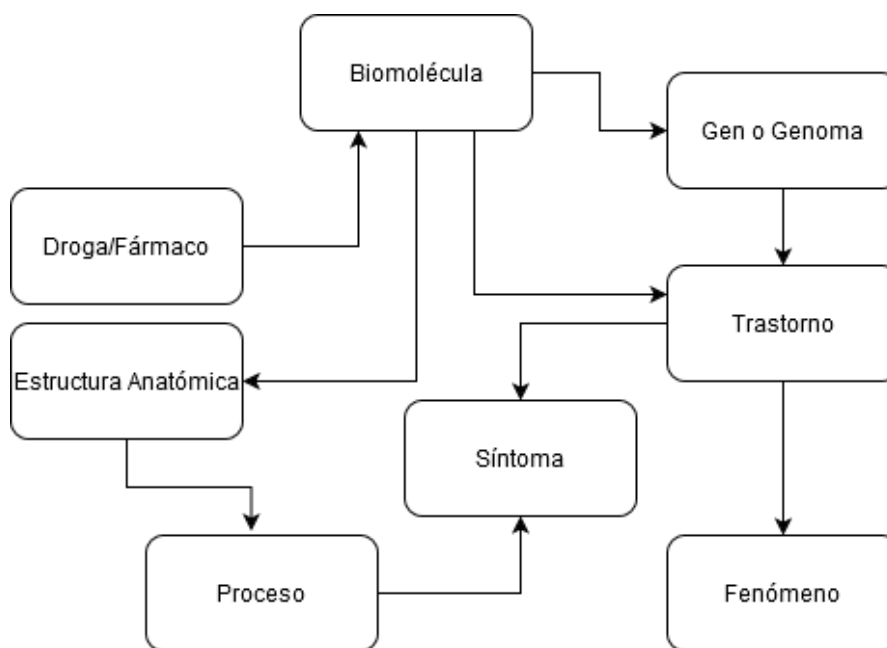 Biomolécula
Gen o Genoma
Droga/Fármaco
Trastorno
Estructura Anatómica
Síntoma
Proceso
Fenómeno